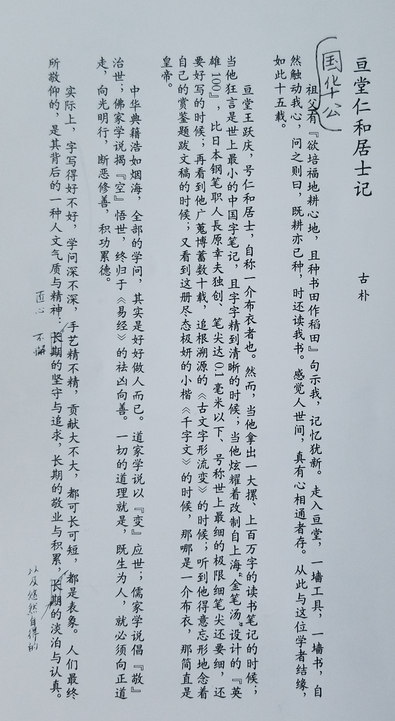 亘堂仁和居士记
古朴
国华公
祖父有『欲培福地耕心地，且种书田作稻田』句示我，记忆犹新。走入亘堂，一墙工具，一墙书，自
然触动我心，问之则曰，既耕亦已种，时还读我书。感觉人世间，真有心相通者存。从此与这位学者结缘，
如此十五载。
亘堂王跃庆，号仁和居士，自称一介布衣者也。然而，当他拿出一大摞、上百万字的读书笔记的时候；
当他狂言是世上最小的中国字笔记，且字字精到清晰的时候；当他炫耀着改制自上海“金笔汤”设计的『英
雄100』，比日本钢笔职人長原幸夫独创、笔尖达0.1毫米以下、号称世上最细的极限细笔尖还要细，还
要好写的时候；再看到他广蒐博蓄数十载，追根溯源的《古文字形流变》的时候；听到他得意忘形地念着
自己的赏鉴题跋文稿的时候；又看到这册尽态极妍的小楷《千字文》的时候，那哪是一介布衣，那简直是
皇帝。
中华典籍浩如烟海，全部的学问，其实是好好做人而已。道家学说以『变』应世；儒家学说倡『敬』
治世；佛家学说揭『空』悟世，终归于《易经》的祛凶向善。一切的道理就是，既生为人，就必须向正道
走，向光明行，断恶修善，积功累德。
实际上，字写得好不好，学问深不深，手艺精不精，贡献大不大，都可长可短，都是表象。人们最终
所敬仰的，是其背后的一种人文气质与精神，长期的坚守与追求，长期的敬业与积累，长期的淡泊与认真。
匠心 不懈
以及悠然自得的